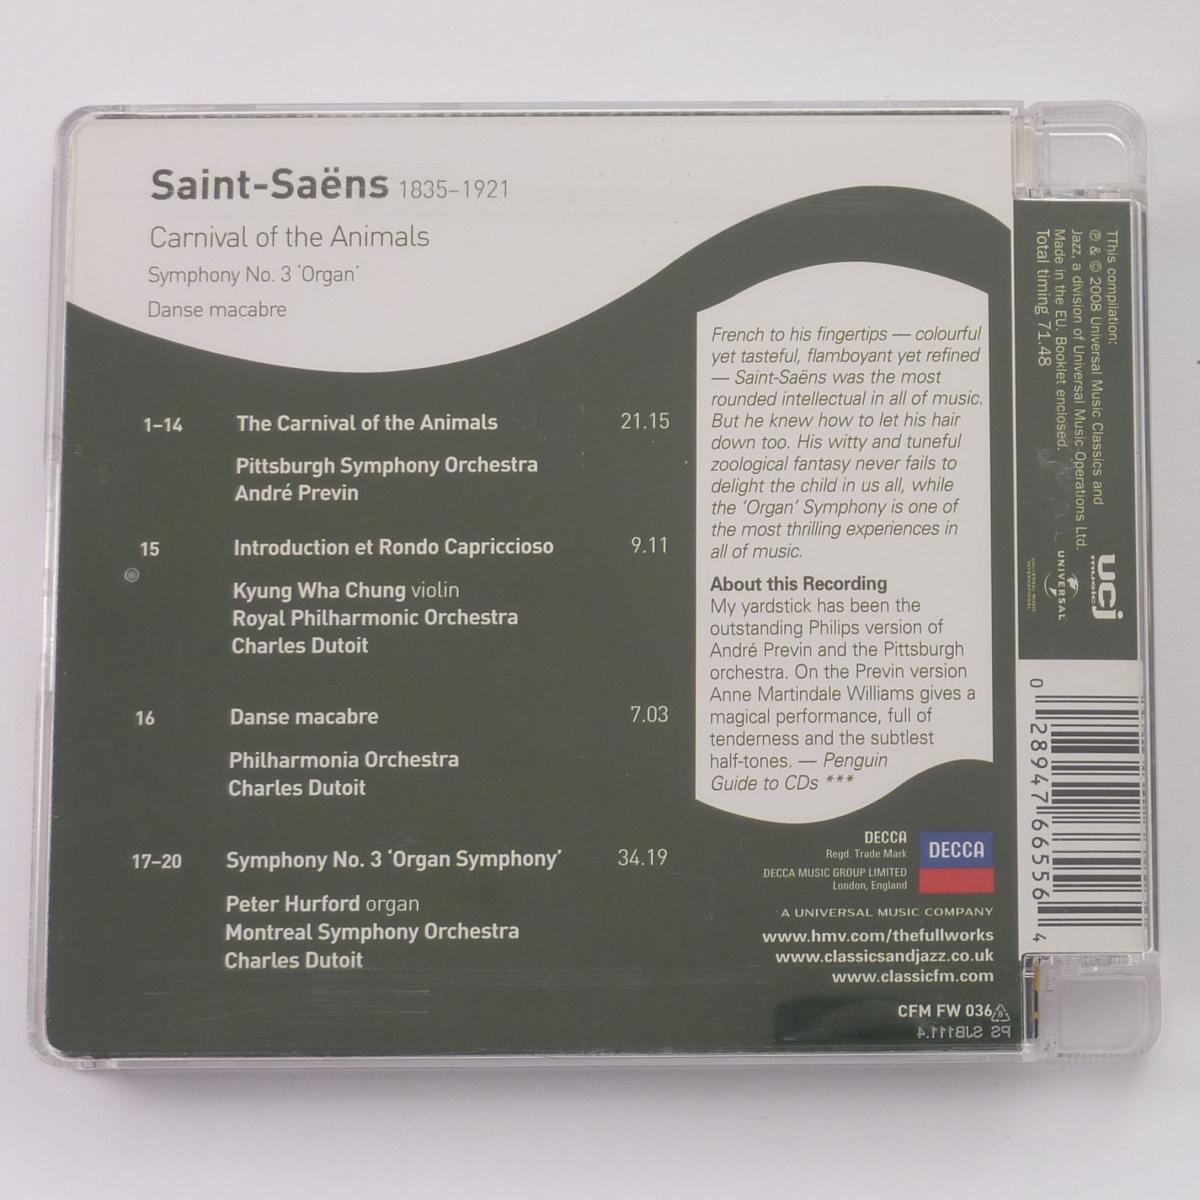 Saint-Saëns 1835–1921
Carnival of the Animals
Symphony No. 3 ‘Organ’
Danse macabre
1–14 The Carnival of the Animals 21.15
Pittsburgh Symphony Orchestra
André Previn
15 Introduction et Rondo Capriccioso 9.11
Kyung Wha Chung violin
Royal Philharmonic Orchestra
Charles Dutoit
16 Danse macabre 7.03
Philharmonia Orchestra
Charles Dutoit
17–20 Symphony No. 3 ‘Organ Symphony’ 34.19
Peter Hurford organ
Montreal Symphony Orchestra
Charles Dutoit
French to his fingertips — colourful
yet tasteful, flamboyant yet refined
— Saint-Saëns was the most
rounded intellectual in all of music.
But he knew how to let his hair
down too. His witty and tuneful
zoological fantasy never fails to
delight the child in us all, while
the ‘Organ’ Symphony is one of
the most thrilling experiences in
all of music.
About this Recording
My yardstick has been the
outstanding Philips version of
André Previn and the Pittsburgh
orchestra. On the Previn version
Anne Martindale Williams gives a
magical performance, full of
tenderness and the subtlest
half-tones. — Penguin
Guide to CDs ***
DECCA
Regd. Trade Mark
DECCA MUSIC GROUP LIMITED
London, England
DECCA
A UNIVERSAL MUSIC COMPANY
www.hmv.com/thefullworks
www.classicsandjazz.co.uk
www.classicfm.com
CFM FW 036
PS SJB111.4
TThis compilation:
℗ & © 2008 Universal Music Classics and
Jazz, a division of Universal Music Operations Ltd.
Made in the EU. Booklet enclosed.
Total timing 71.48
ucj
music
UNIVERSAL
UNIVERSAL MUSIC
INTERNATIONAL
0 28947 66556 4